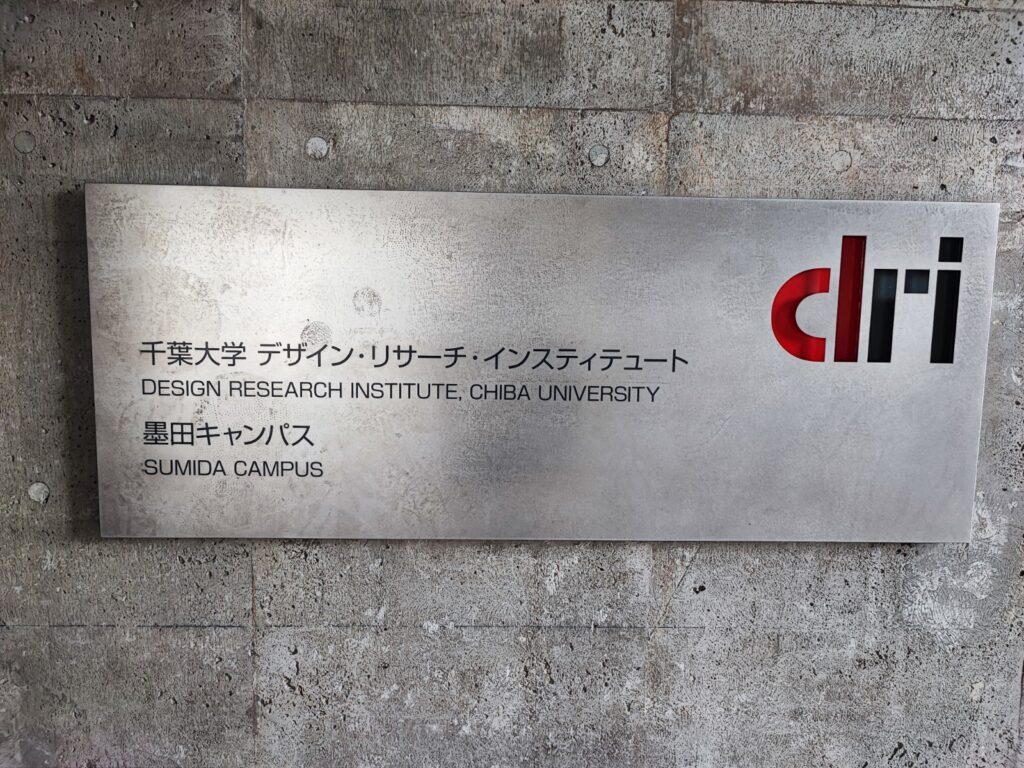 dri
千葉大学 デザイン・リサーチ・インスティテュート
DESIGN RESEARCH INSTITUTE, CHIBA UNIVERSITY
墨田キャンパス
SUMIDA CAMPUS